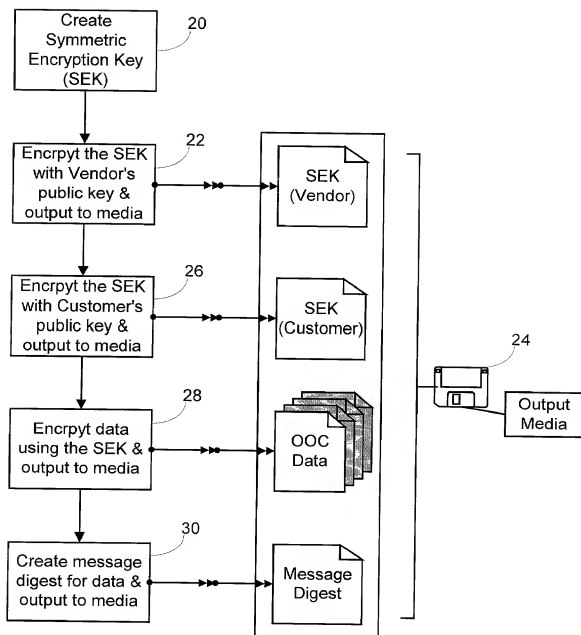 Create
Symmetric
Encryption Key
(SEK)
20
Encrpyt the SEK
with Vendor's
public key &
output to media
22
SEK
(Vendor)
Encrpyt the SEK
with Customer's
public key &
output to media
26
SEK
(Customer)
24
Output
Media
Encrpyt data
using the SEK &
output to media
28
OOC
Data
Create message
digest for data &
output to media
30
Message
Digest